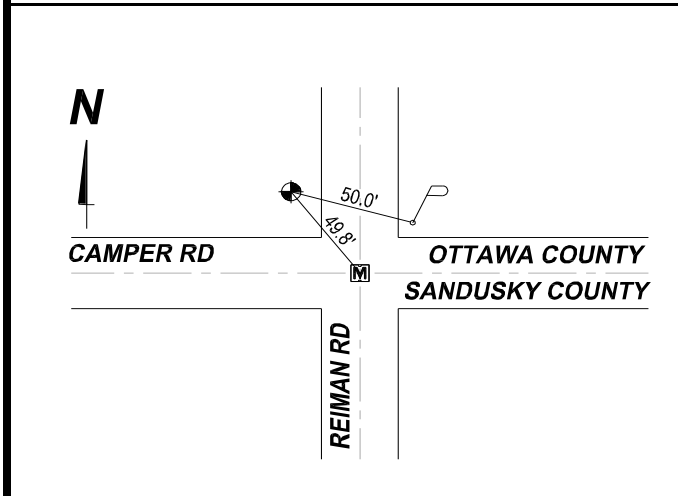 N
50.0'
49.8'
CAMPER RD
OTTAWA COUNTY
M
SANDUSKY COUNTY
REIMAN RD